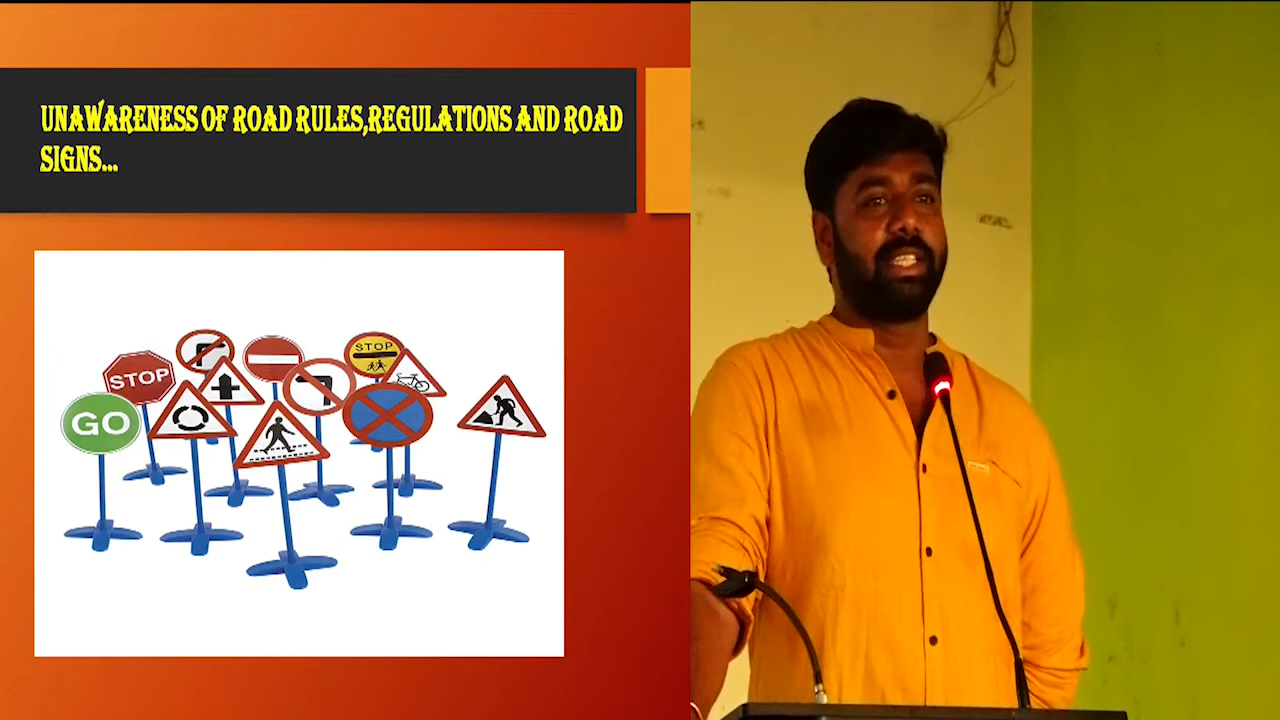 UNAWARENESS OF ROAD RULES,REGULATIONS AND ROAD
SIGNS...
STOP
STOP
GO